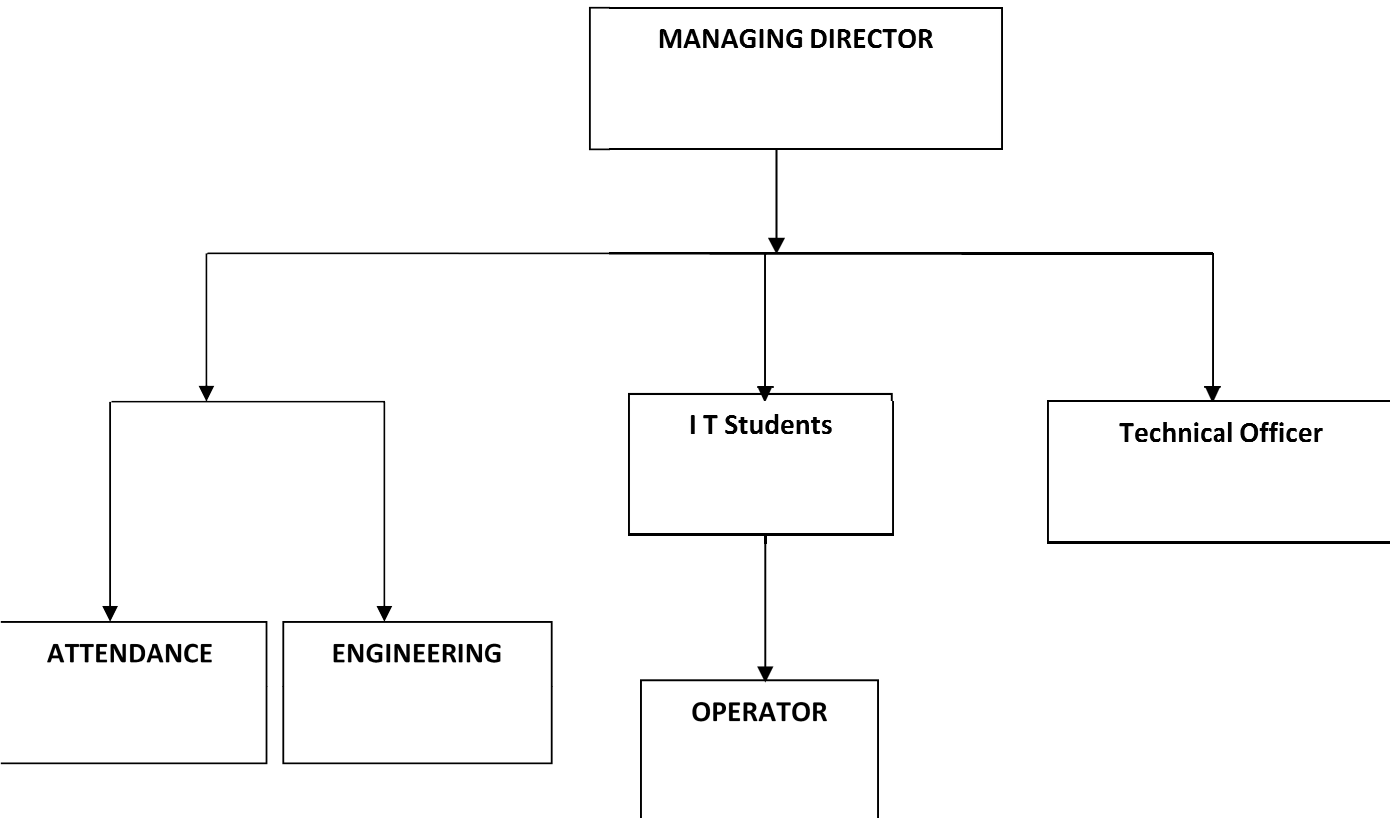 MANAGING DIRECTOR
I T Students
Technical Officer
ATTENDANCE
ENGINEERING
OPERATOR